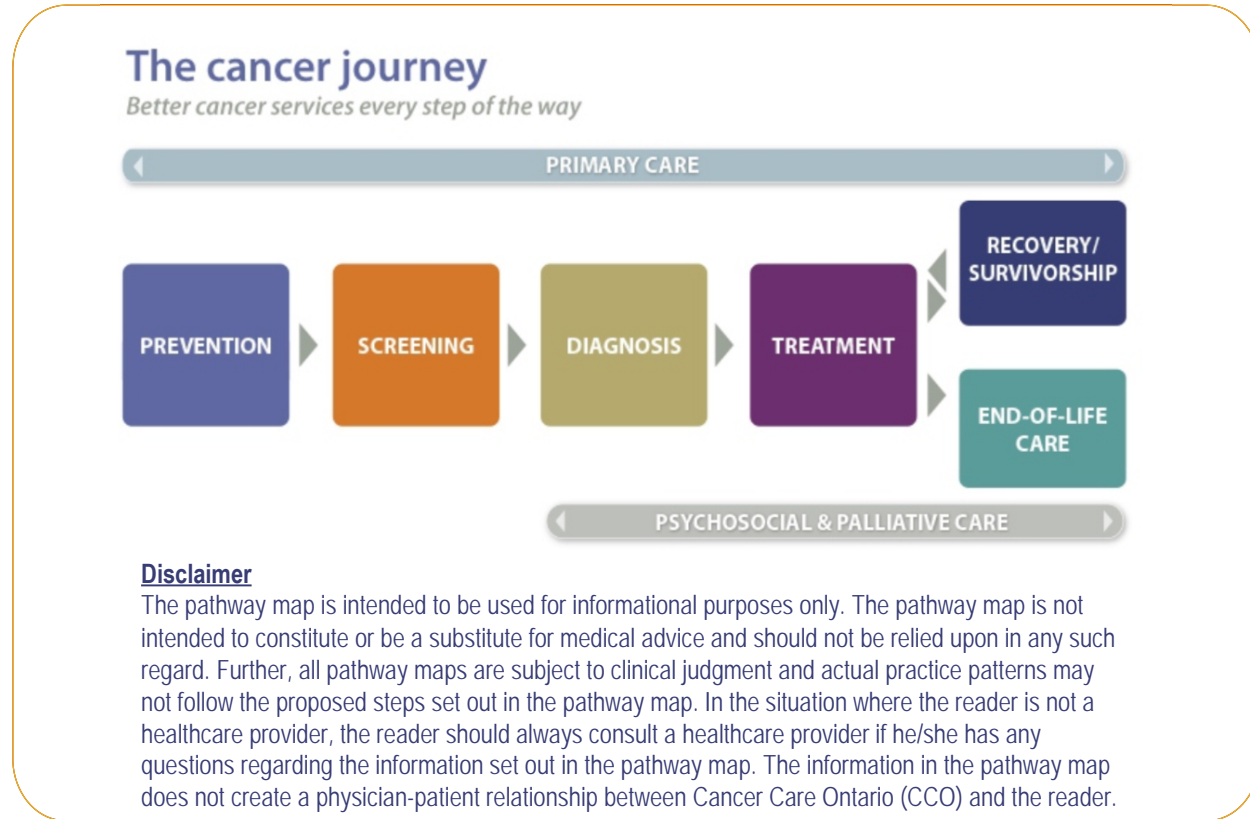 The cancer journey
Better cancer services every step of the way
PRIMARY CARE
PREVENTION
SCREENING
DIAGNOSIS
TREATMENT
RECOVERY/
SURVIVORSHIP
END-OF-LIFE
CARE
PSYCHOSOCIAL & PALLIATIVE CARE
Disclaimer
The pathway map is intended to be used for informational purposes only. The pathway map is not
intended to constitute or be a substitute for medical advice and should not be relied upon in any such
regard. Further, all pathway maps are subject to clinical judgment and actual practice patterns may
not follow the proposed steps set out in the pathway map. In the situation where the reader is not a
healthcare provider, the reader should always consult a healthcare provider if he/she has any
questions regarding the information set out in the pathway map. The information in the pathway map
does not create a physician-patient relationship between Cancer Care Ontario (CCO) and the reader.